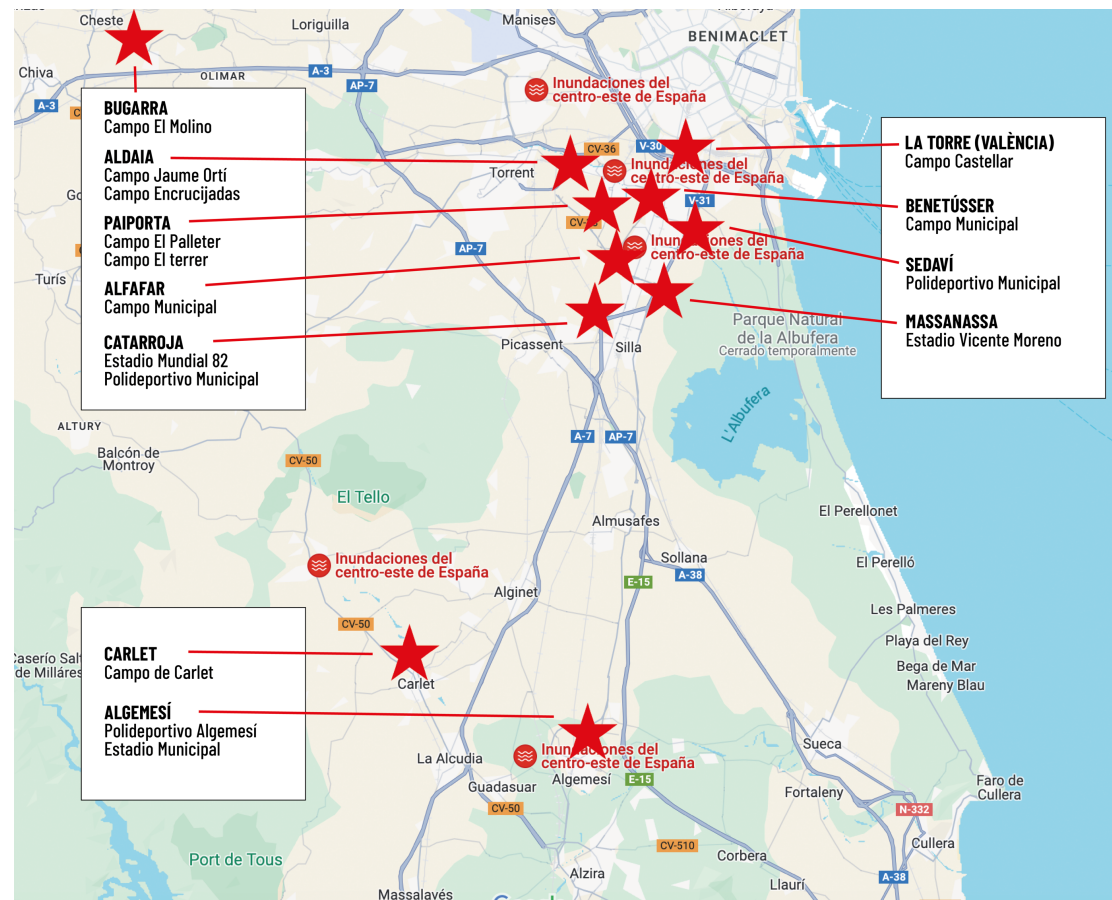 Cheste
Loriguilla
Manises
BENIMACLET
Chiva
OLIMAR
A-3
A-3
AP-7
Inundaciones del
centro-este de España
BUGARRA
Campo El Molino
ALDAIA
Campo Jaume Ortí
Campo Encrucijadas
PAIPORTA
Campo El Palleter
Campo El terrer
ALFAFAR
Campo Municipal
CATARROJA
Estadio Mundial 82
Polideportivo Municipal
LA TORRE (VALÈNCIA)
Campo Castellar
BENETÚSSER
Campo Municipal
SEDAVÍ
Polideportivo Municipal
MASSANASSA
Estadio Vicente Moreno
CV-36
V-30
Torrent
Inundaciones del
centro-este de España
V-31
AP-7
Inundaciones del
centro-este de España
Turís
Picassent
Silla
Parque Natural
de la Albufera
Cerrado temporalmente
L'Albufera
ALTURY
Balcón de
Montroy
CV-50
A-7
AP-7
El Tello
Almusafes
El Perellonet
Inundaciones del
centro-este de España
Sollana
El Perelló
E-15
A-38
Alginet
Les Palmeres
CV-50
Playa del Rey
Bega de Mar
Mareny Blau
CARLET
Campo de Carlet
ALGEMESÍ
Polideportivo Algemesí
Estadio Municipal
de Millares
Carlet
Inundaciones del
centro-este de España
La Alcudia
Algemesí
E-15
Sueca
Guadasuar
Fortaleny
Faro de
Cullera
CV-50
N-332
CV-510
Cullera
Port de Tous
Corbera
Alzira
Llaurí
A-38
Massalavés